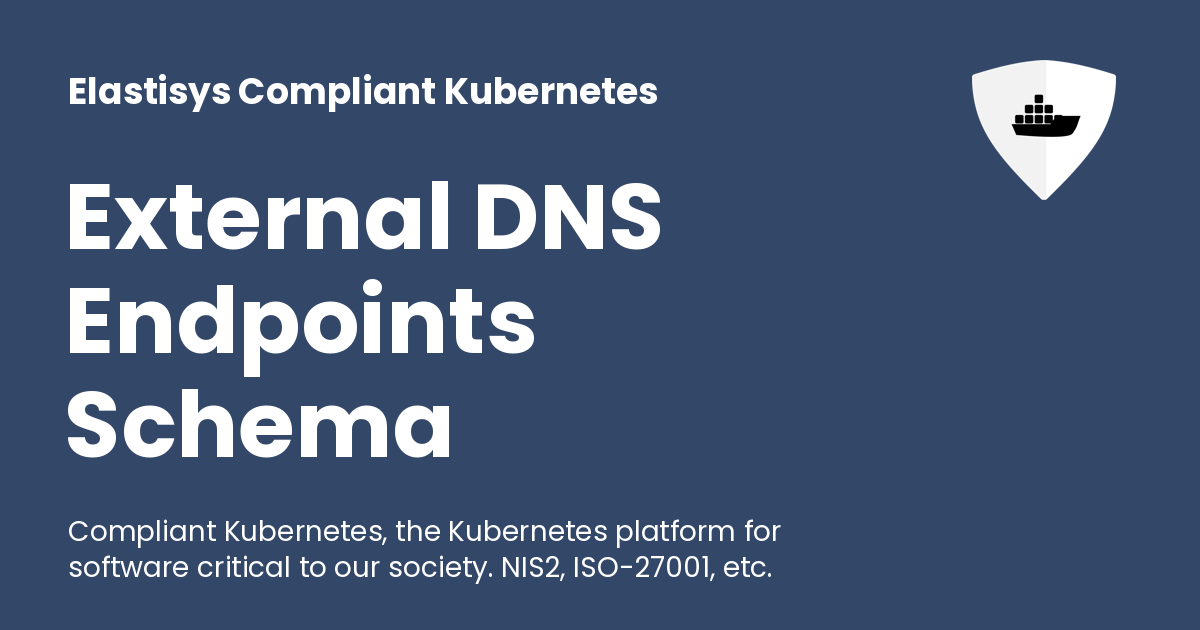 Elastisys Compliant Kubernetes
External DNS
Endpoints
Schema
Compliant Kubernetes, the Kubernetes platform for
software critical to our society. NIS2, ISO-27001, etc.